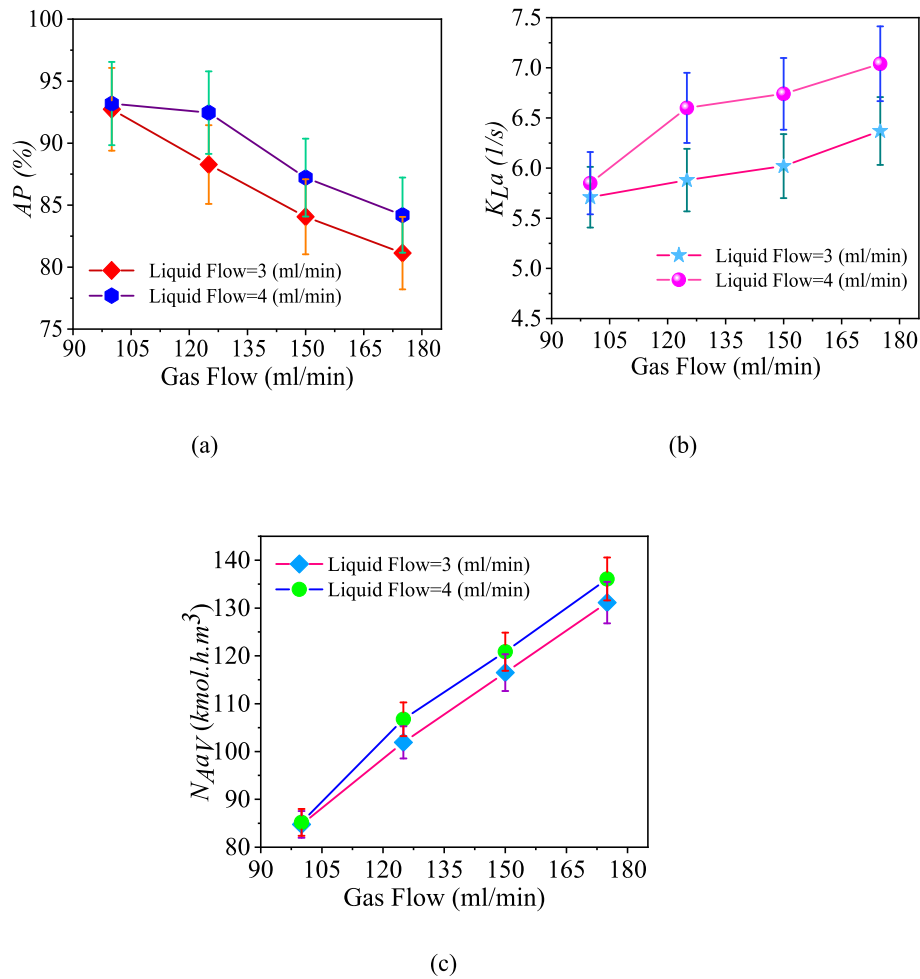 100
95
90
85
80
75
AP (%)
Liquid Flow=3 (ml/min)
Liquid Flow=4 (ml/min)
90 105 120 135 150 165 180
Gas Flow (ml/min)
(a)
7.5
7.0
6.5
6.0
5.5
5.0
4.5
K_L a (1/s)
Liquid Flow=3 (ml/min)
Liquid Flow=4 (ml/min)
90 105 120 135 150 165 180
Gas Flow (ml/min)
(b)
140
130
120
110
100
90
80
N_A a_V (kmol.h.m³)
Liquid Flow=3 (ml/min)
Liquid Flow=4 (ml/min)
90 105 120 135 150 165 180
Gas Flow (ml/min)
(c)